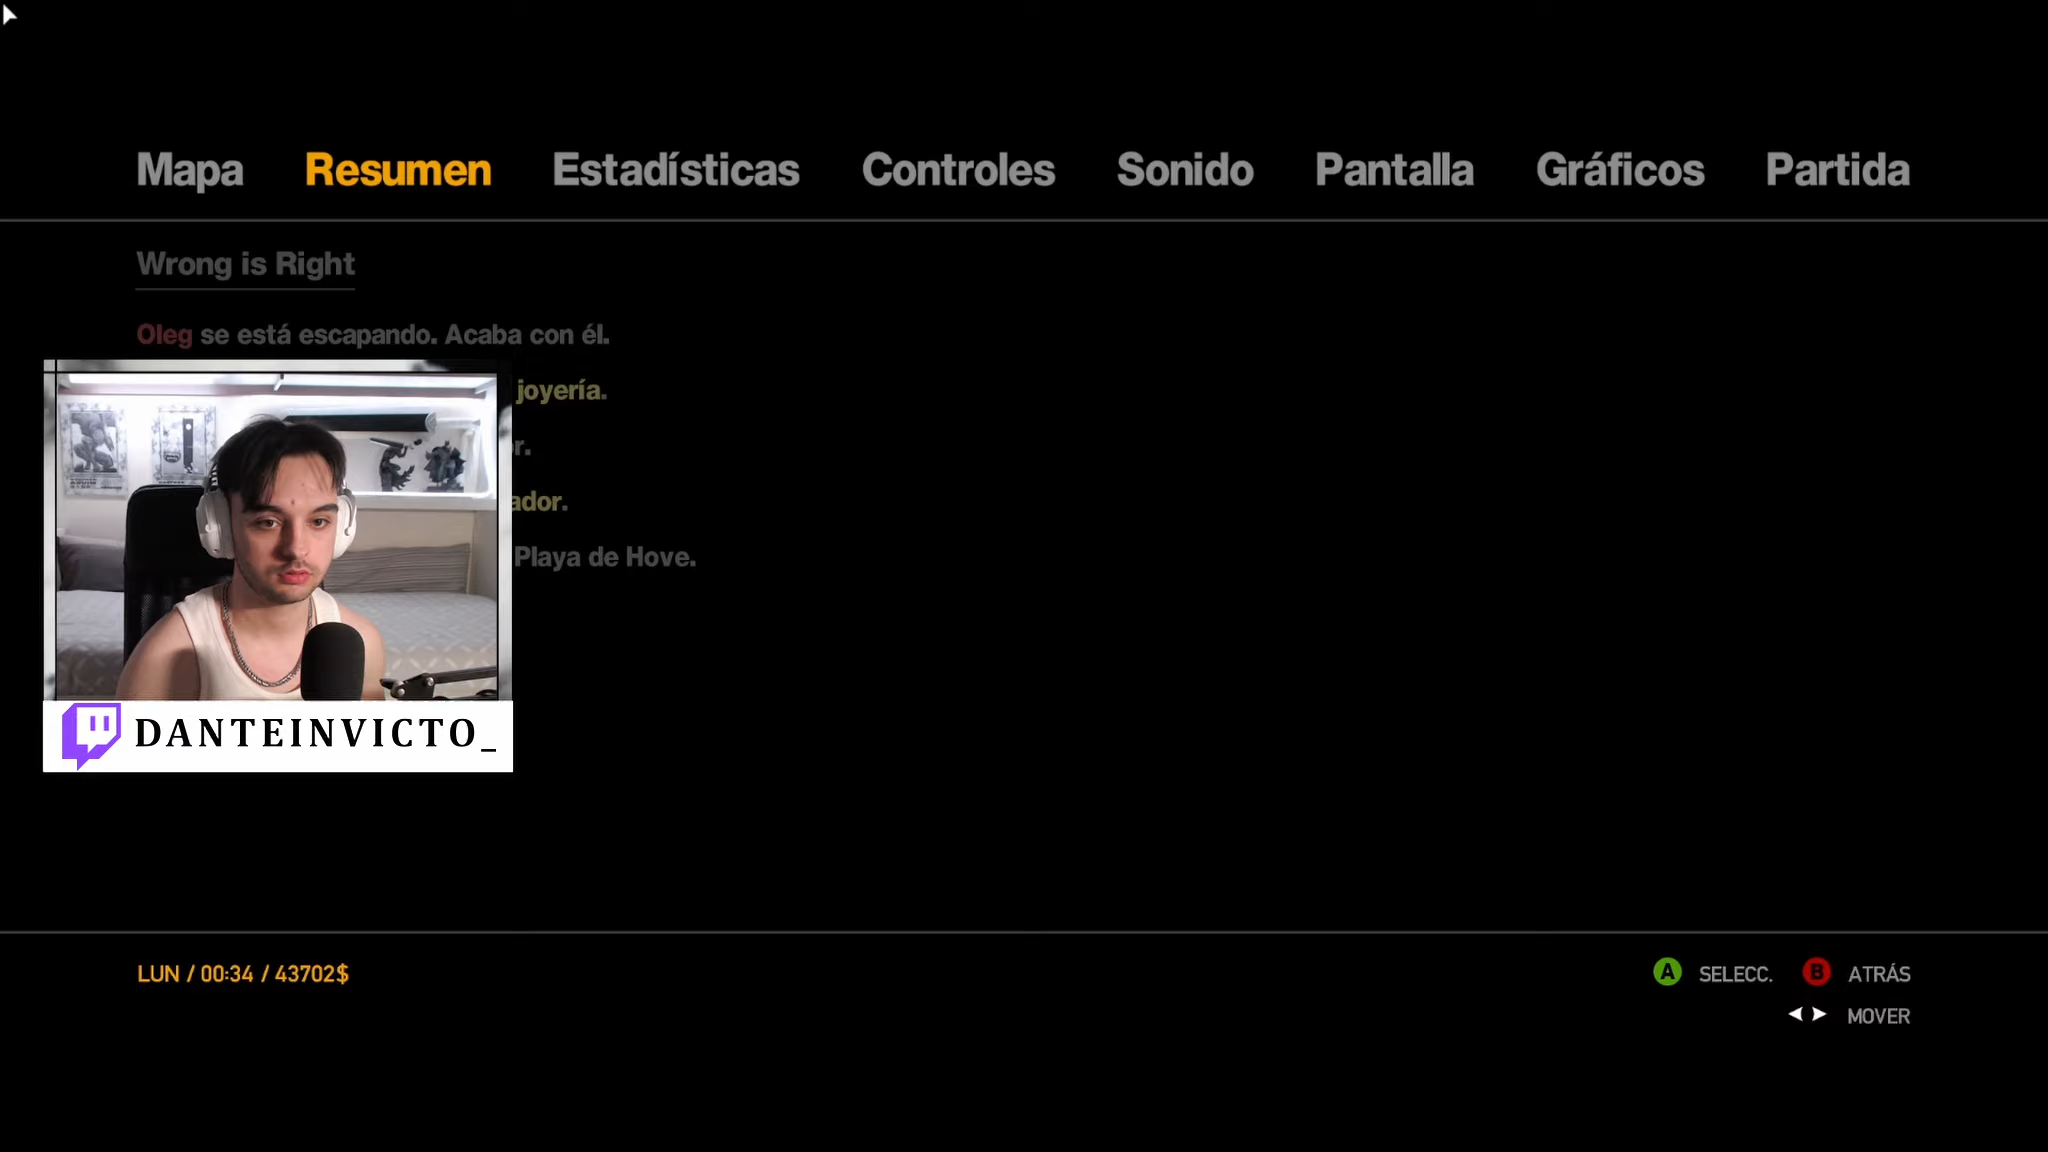 Mapa Resumen Estadísticas Controles Sonido Pantalla Gráficos Partida
Wrong is Right
Oleg se está escapando. Acaba con él.
joyería.
Playa de Hove.
DANTEINVICTO_
LUN / 00:34 / 43702$
A SELECC. B ATRÁS
MOVER